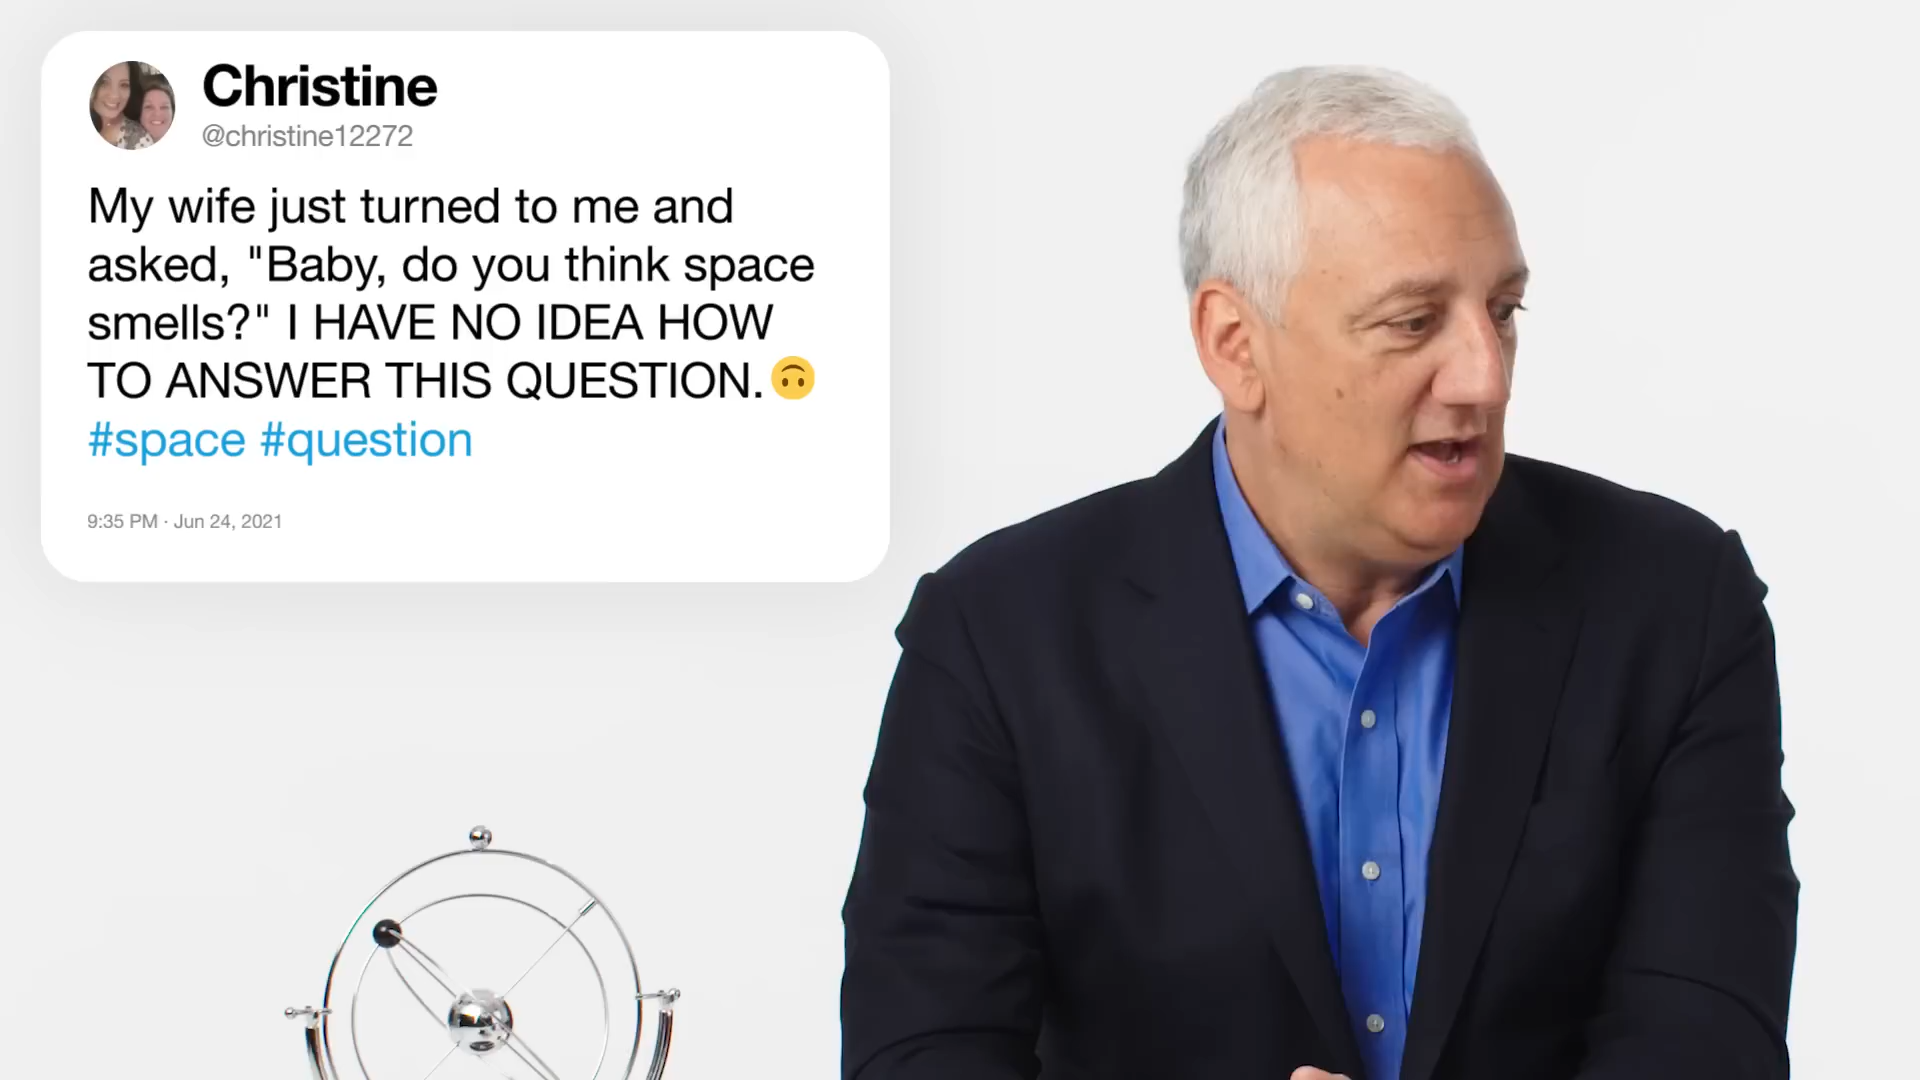 Christine
@christine12272
My wife just turned to me and
asked, "Baby, do you think space
smells?" I HAVE NO IDEA HOW
TO ANSWER THIS QUESTION.🙃
#space #question
9:35 PM · Jun 24, 2021